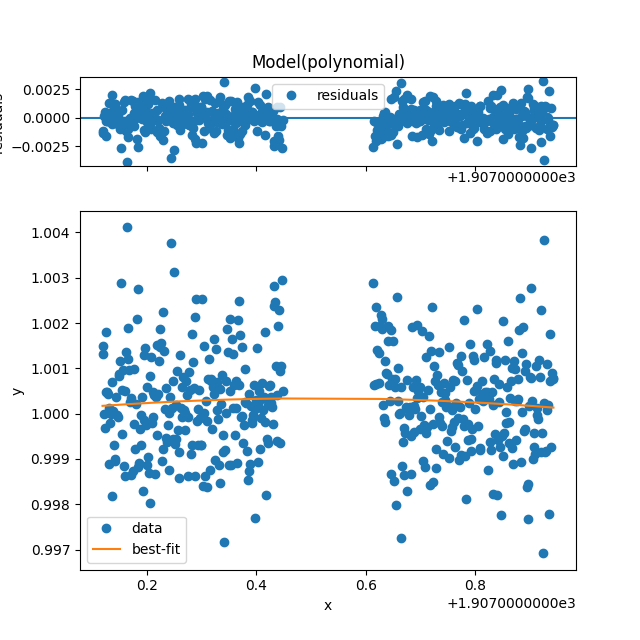 Model(polynomial)
0.0025
0.0000
−0.0025
residuals
+1.9070000000e3
1.004
1.003
1.002
1.001
1.000
0.999
0.998
0.997
y
data
best-fit
0.2
0.4
0.6
0.8
x
+1.9070000000e3